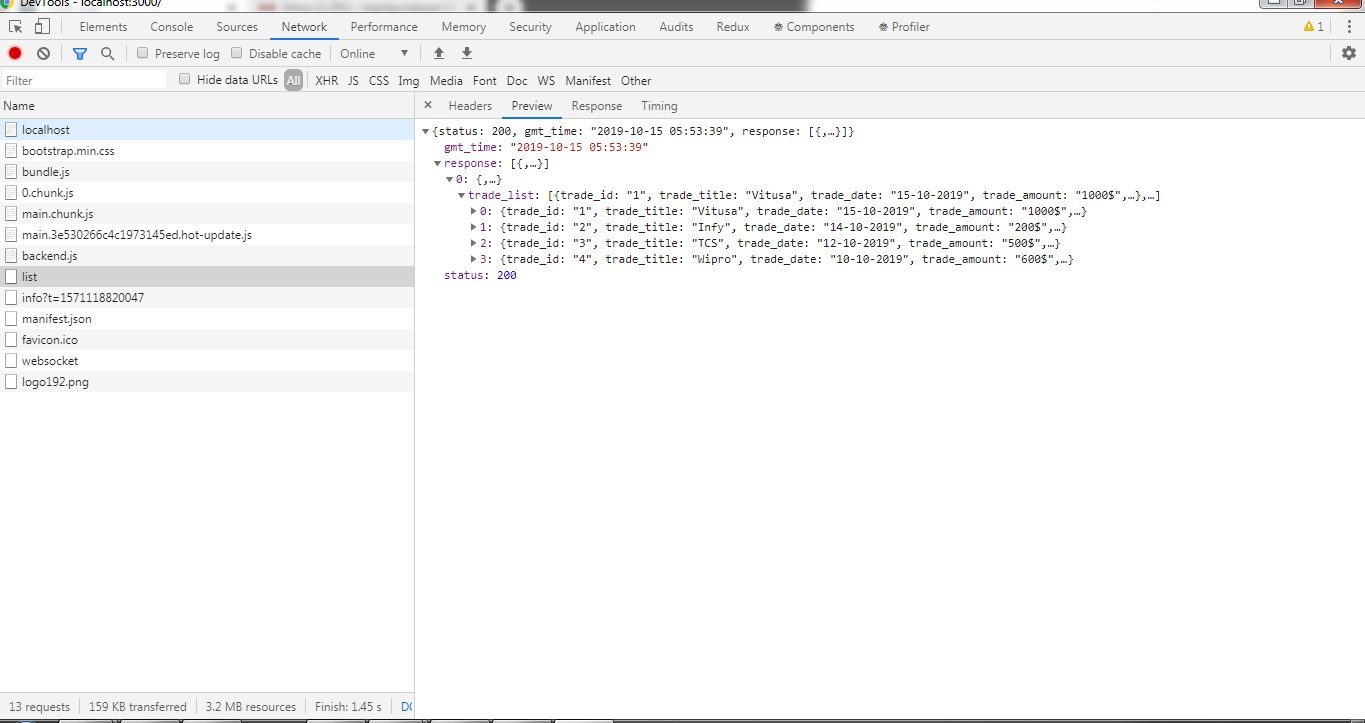 DevTools - localhost:3000/
Elements Console Sources Network Performance Memory Security Application Audits Redux Components Profiler 1
Preserve log Disable cache Online
Filter Hide data URLs All XHR JS CSS Img Media Font Doc WS Manifest Other
Name
localhost
bootstrap.min.css
bundle.js
0.chunk.js
main.chunk.js
main.3e530266c4c1973145ed.hot-update.js
backend.js
list
info?t=1571118820047
manifest.json
favicon.ico
websocket
logo192.png
13 requests 159 KB transferred 3.2 MB resources Finish: 1.45 s
× Headers Preview Response Timing
{status: 200, gmt_time: "2019-10-15 05:53:39", response: [{,…}]}
gmt_time: "2019-10-15 05:53:39"
response: [{,…}]
0: {,…}
trade_list: [{trade_id: "1", trade_title: "Vitusa", trade_date: "15-10-2019", trade_amount: "1000$",…},…]
0: {trade_id: "1", trade_title: "Vitusa", trade_date: "15-10-2019", trade_amount: "1000$",…}
1: {trade_id: "2", trade_title: "Infy", trade_date: "14-10-2019", trade_amount: "200$",…}
2: {trade_id: "3", trade_title: "TCS", trade_date: "12-10-2019", trade_amount: "500$",…}
3: {trade_id: "4", trade_title: "Wipro", trade_date: "10-10-2019", trade_amount: "600$",…}
status: 200